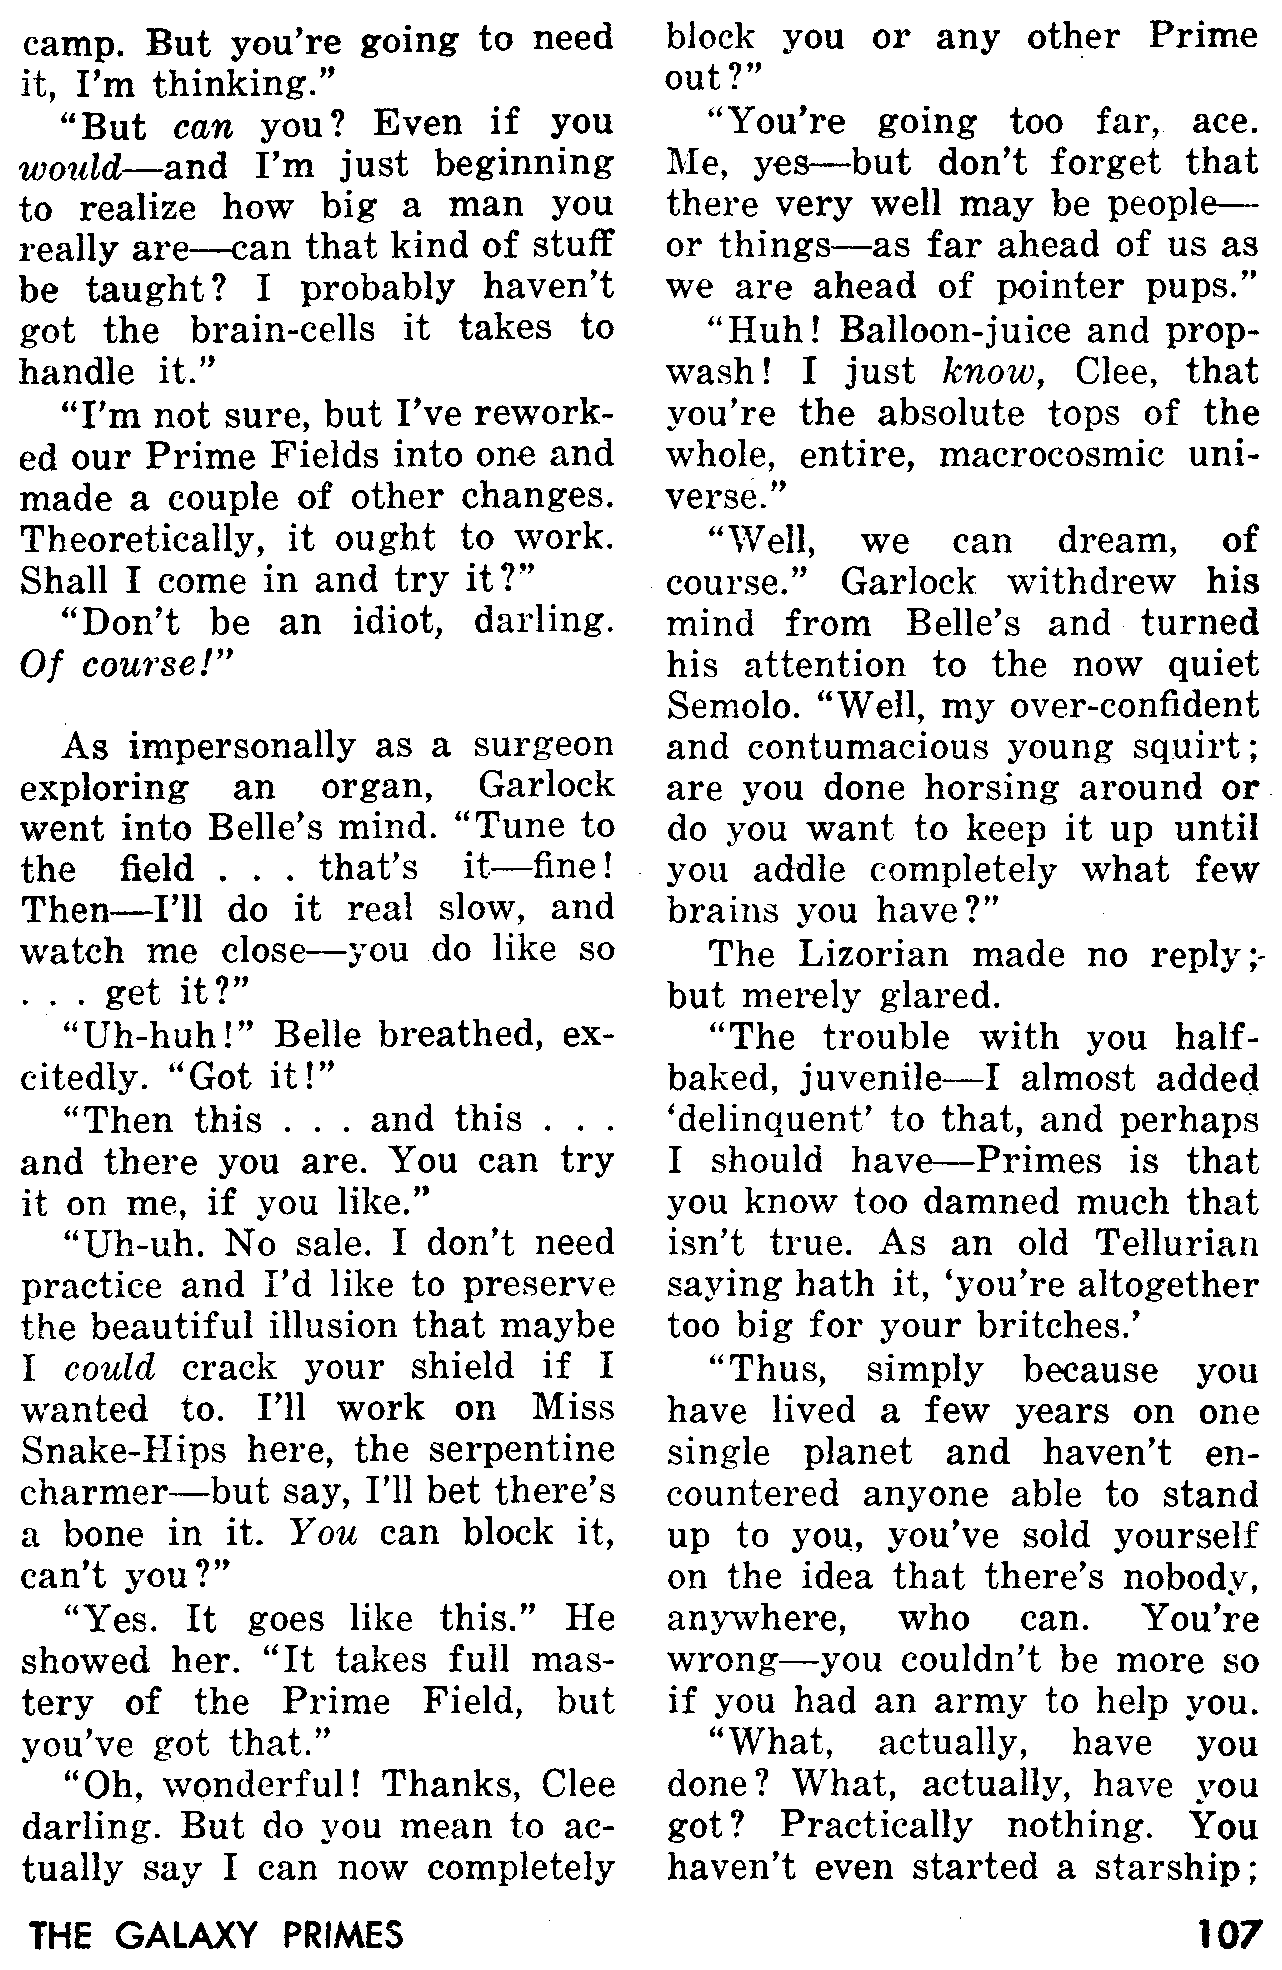 camp. But you're going to need
it, I'm thinking.”
“But can you? Even if you
would—and I'm just beginning
to realize how big a man you
really are—can that kind of stuff
be taught? I probably haven't
got the brain-cells it takes to
handle it.”
“I'm not sure, but I've rework-
ed our Prime Fields into one and
made a couple of other changes.
Theoretically, it ought to work.
Shall I come in and try it?”
“Don't be an idiot, darling.
Of course!”
As impersonally as a surgeon
exploring an organ, Garlock
went into Belle's mind. “Tune to
the field . . . that's it—fine!
Then—I'll do it real slow, and
watch me close—you do like so
. . . get it?”
“Uh-huh!” Belle breathed, ex-
citedly. “Got it!”
“Then this . . . and this . . .
and there you are. You can try
it on me, if you like.”
“Uh-uh. No sale. I don't need
practice and I'd like to preserve
the beautiful illusion that maybe
I could crack your shield if I
wanted to. I'll work on Miss
Snake-Hips here, the serpentine
charmer—but say, I'll bet there's
a bone in it. You can block it,
can't you?”
“Yes. It goes like this.” He
showed her. “It takes full mas-
tery of the Prime Field, but
you've got that.”
“Oh, wonderful! Thanks, Clee
darling. But do you mean to ac-
tually say I can now completely
block you or any other Prime
out?”
“You're going too far, ace.
Me, yes—but don't forget that
there very well may be people—
or things—as far ahead of us as
we are ahead of pointer pups.”
“Huh! Balloon-juice and prop-
wash! I just know, Clee, that
you're the absolute tops of the
whole, entire, macrocosmic uni-
verse.”
“Well, we can dream, of
course.” Garlock withdrew his
mind from Belle's and turned
his attention to the now quiet
Semolo. “Well, my over-confident
and contumacious young squirt;
are you done horsing around or
do you want to keep it up until
you addle completely what few
brains you have?”
The Lizorian made no reply;
but merely glared.
“The trouble with you half-
baked, juvenile—I almost added
‘delinquent’ to that, and perhaps
I should have—Primes is that
you know too damned much that
isn't true. As an old Tellurian
saying hath it, ‘you're altogether
too big for your britches.’
“Thus, simply because you
have lived a few years on one
single planet and haven't en-
countered anyone able to stand
up to you, you've sold yourself
on the idea that there's nobody,
anywhere, who can. You're
wrong—you couldn't be more so
if you had an army to help you.
“What, actually, have you
done? What, actually, have you
got? Practically nothing. You
haven't even started a starship;
THE GALAXY PRIMES
107